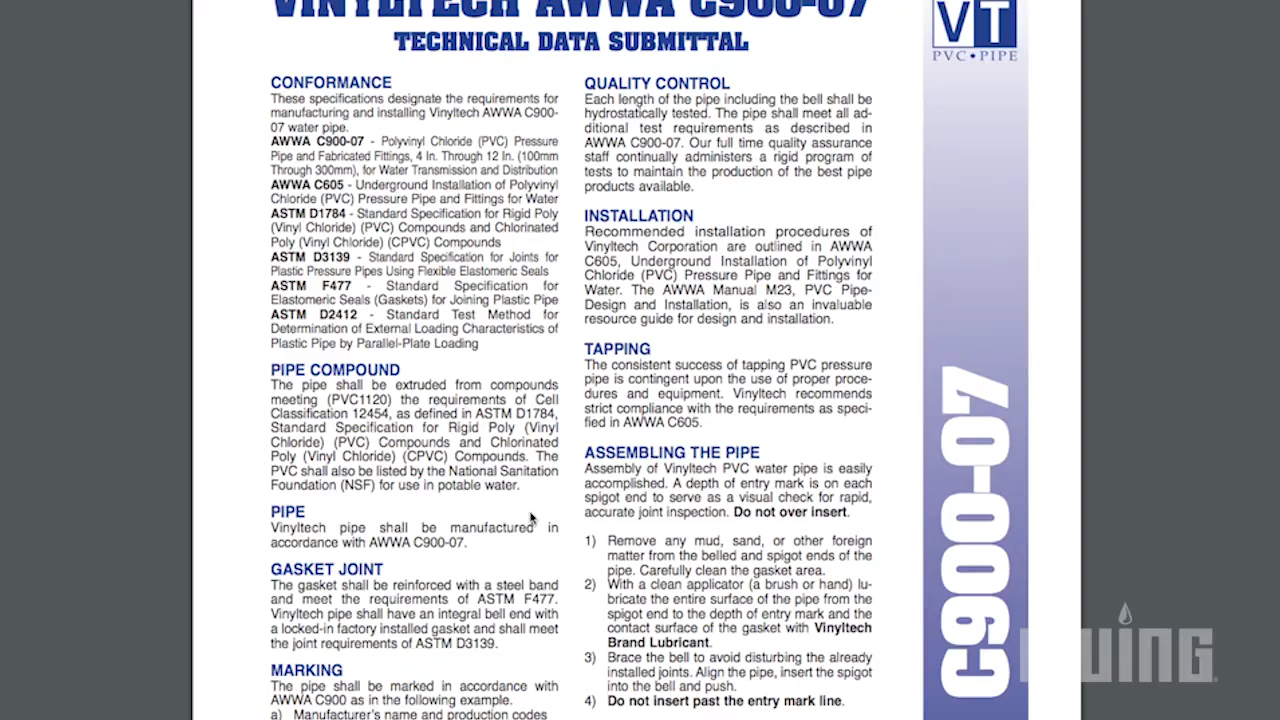 VINYLTECH AWWA C900-07
TECHNICAL DATA SUBMITTAL
CONFORMANCE
These specifications designate the requirements for
manufacturing and installing Vinyltech AWWA C900-
07 water pipe.
AWWA C900-07 - Polyvinyl Chloride (PVC) Pressure
Pipe and Fabricated Fittings, 4 In. Through 12 In. (100mm
Through 300mm), for Water Transmission and Distribution
AWWA C605 - Underground Installation of Polyvinyl
Chloride (PVC) Pressure Pipe and Fittings for Water
ASTM D1784 - Standard Specification for Rigid Poly
(Vinyl Chloride) (PVC) Compounds and Chlorinated
Poly (Vinyl Chloride) (CPVC) Compounds
ASTM D3139 - Standard Specification for Joints for
Plastic Pressure Pipes Using Flexible Elastomeric Seals
ASTM F477 - Standard Specification for
Elastomeric Seals (Gaskets) for Joining Plastic Pipe
ASTM D2412 - Standard Test Method for
Determination of External Loading Characteristics of
Plastic Pipe by Parallel-Plate Loading
PIPE COMPOUND
The pipe shall be extruded from compounds
meeting (PVC1120) the requirements of Cell
Classification 12454, as defined in ASTM D1784,
Standard Specification for Rigid Poly (Vinyl
Chloride) (PVC) Compounds and Chlorinated
Poly (Vinyl Chloride) (CPVC) Compounds. The
PVC shall also be listed by the National Sanitation
Foundation (NSF) for use in potable water.
PIPE
Vinyltech pipe shall be manufactured in
accordance with AWWA C900-07.
GASKET JOINT
The gasket shall be reinforced with a steel band
and meet the requirements of ASTM F477.
Vinyltech pipe shall have an integral bell end with
a locked-in factory installed gasket and shall meet
the joint requirements of ASTM D3139.
MARKING
The pipe shall be marked in accordance with
AWWA C900 as in the following example.
a) Manufacturer's name and production codes
QUALITY CONTROL
Each length of the pipe including the bell shall be
hydrostatically tested. The pipe shall meet all ad-
ditional test requirements as described in
AWWA C900-07. Our full time quality assurance
staff continually administers a rigid program of
tests to maintain the production of the best pipe
products available.
INSTALLATION
Recommended installation procedures of
Vinyltech Corporation are outlined in AWWA
C605, Underground Installation of Polyvinyl
Chloride (PVC) Pressure Pipe and Fittings for
Water. The AWWA Manual M23, PVC Pipe-
Design and Installation, is also an invaluable
resource guide for design and installation.
TAPPING
The consistent success of tapping PVC pressure
pipe is contingent upon the use of proper proce-
dures and equipment. Vinyltech recommends
strict compliance with the requirements as speci-
fied in AWWA C605.
ASSEMBLING THE PIPE
Assembly of Vinyltech PVC water pipe is easily
accomplished. A depth of entry mark is on each
spigot end to serve as a visual check for rapid,
accurate joint inspection. Do not over insert.
1) Remove any mud, sand, or other foreign
matter from the belled and spigot ends of the
pipe. Carefully clean the gasket area.
2) With a clean applicator (a brush or hand) lu-
bricate the entire surface of the pipe from the
spigot end to the depth of entry mark and the
contact surface of the gasket with Vinyltech
Brand Lubricant.
3) Brace the bell to avoid disturbing the already
installed joints. Align the pipe, insert the spigot
into the bell and push.
4) Do not insert past the entry mark line.
VT
PVC•PIPE
C900-07
EWING